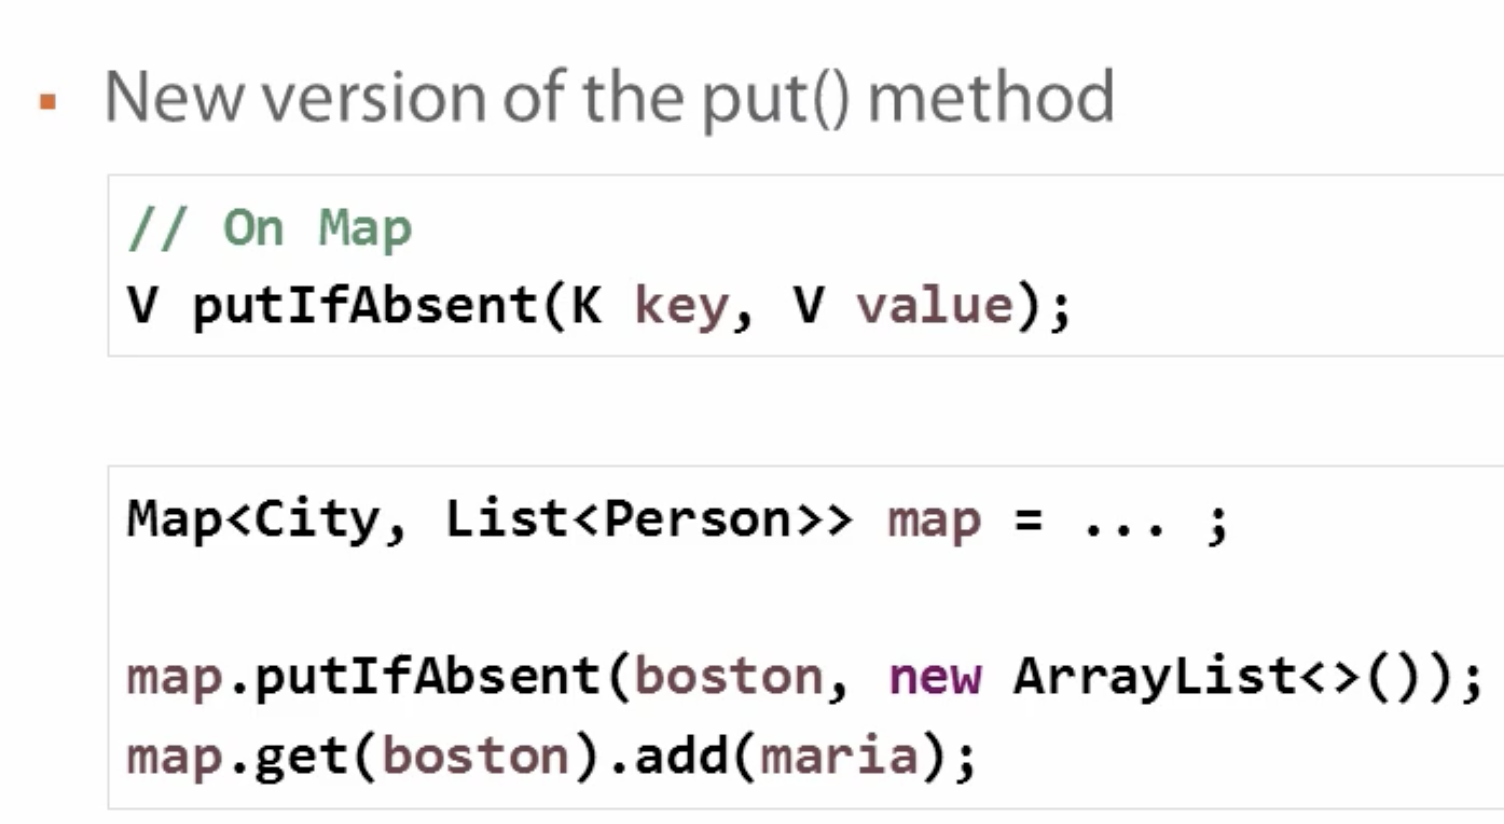 ▪ New version of the put() method
// On Map
V putIfAbsent(K key, V value);
Map<City, List<Person>> map = ... ;
map.putIfAbsent(boston, new ArrayList<>());
map.get(boston).add(maria);